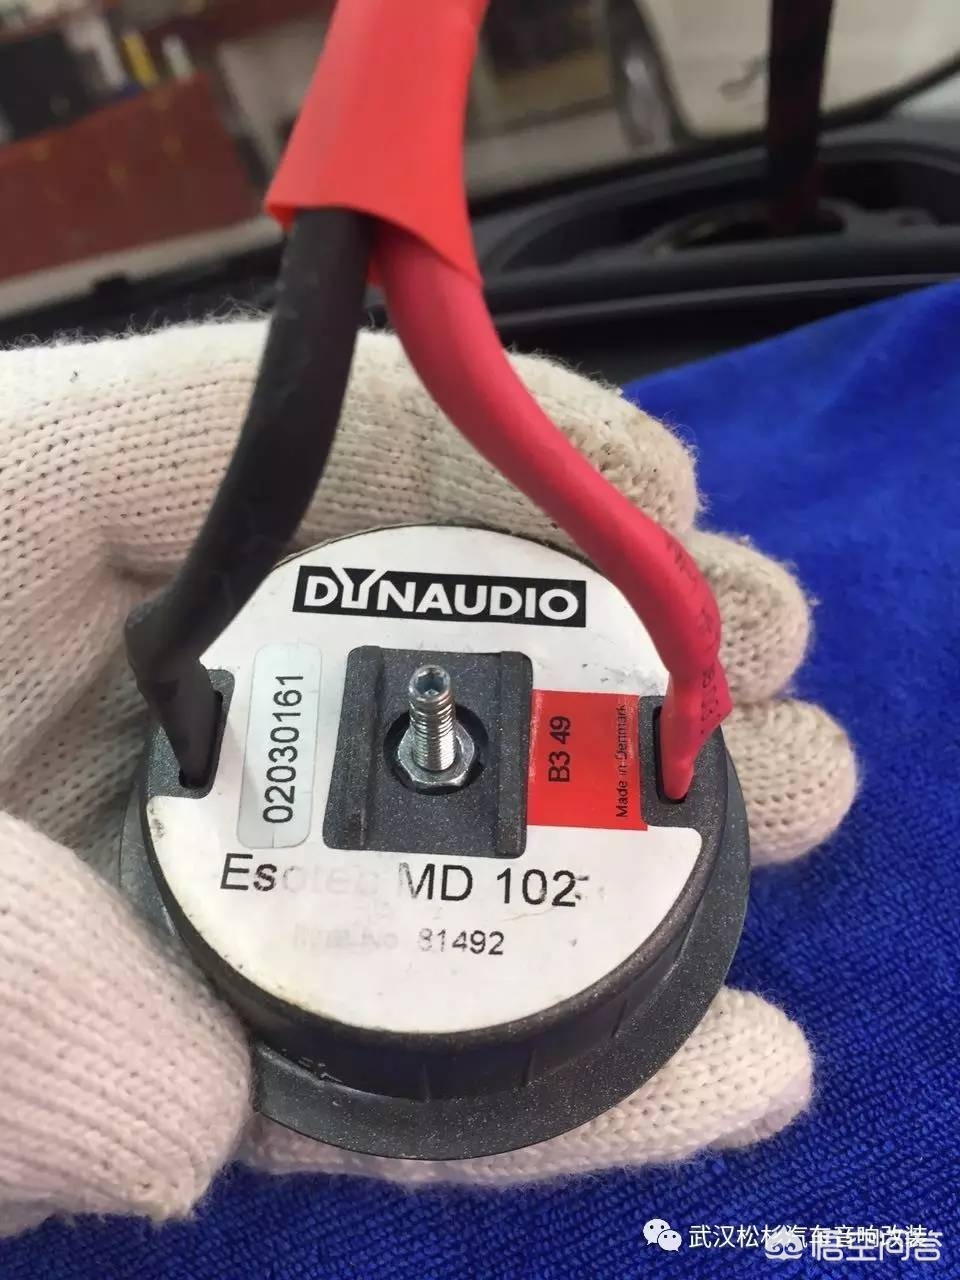 DYNAUDIO
02030161
B3 49
Made in Denmark
Esotec MD 102
81492
武汉松杉汽车音响改装
悟空问答